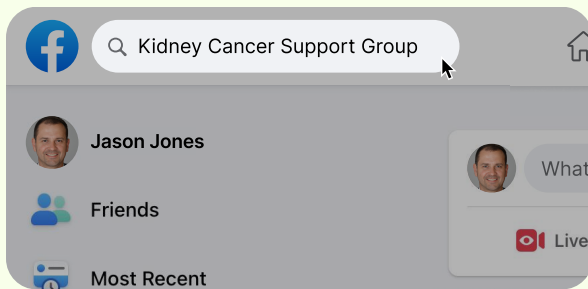 Kidney Cancer Support Group
Jason Jones
Friends
What
Live
Most Recent